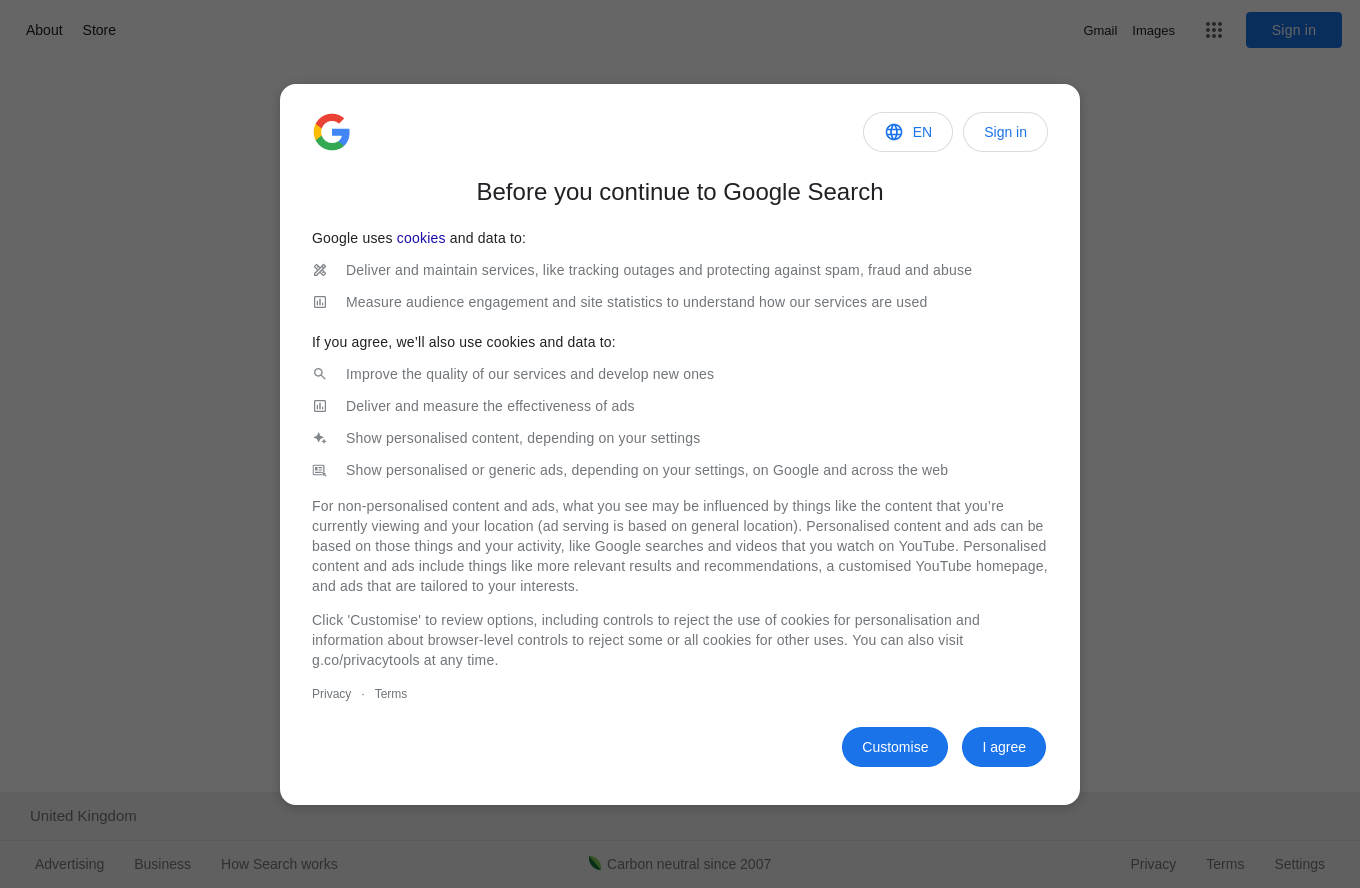 About Store
Gmail Images Sign in
EN Sign in
Before you continue to Google Search
Google uses cookies and data to:
Deliver and maintain services, like tracking outages and protecting against spam, fraud and abuse
Measure audience engagement and site statistics to understand how our services are used
If you agree, we’ll also use cookies and data to:
Improve the quality of our services and develop new ones
Deliver and measure the effectiveness of ads
Show personalised content, depending on your settings
Show personalised or generic ads, depending on your settings, on Google and across the web
For non-personalised content and ads, what you see may be influenced by things like the content that you’re
currently viewing and your location (ad serving is based on general location). Personalised content and ads can be
based on those things and your activity, like Google searches and videos that you watch on YouTube. Personalised
content and ads include things like more relevant results and recommendations, a customised YouTube homepage,
and ads that are tailored to your interests.
Click 'Customise' to review options, including controls to reject the use of cookies for personalisation and
information about browser-level controls to reject some or all cookies for other uses. You can also visit
g.co/privacytools at any time.
Privacy · Terms
Customise I agree
United Kingdom
Advertising Business How Search works Carbon neutral since 2007 Privacy Terms Settings